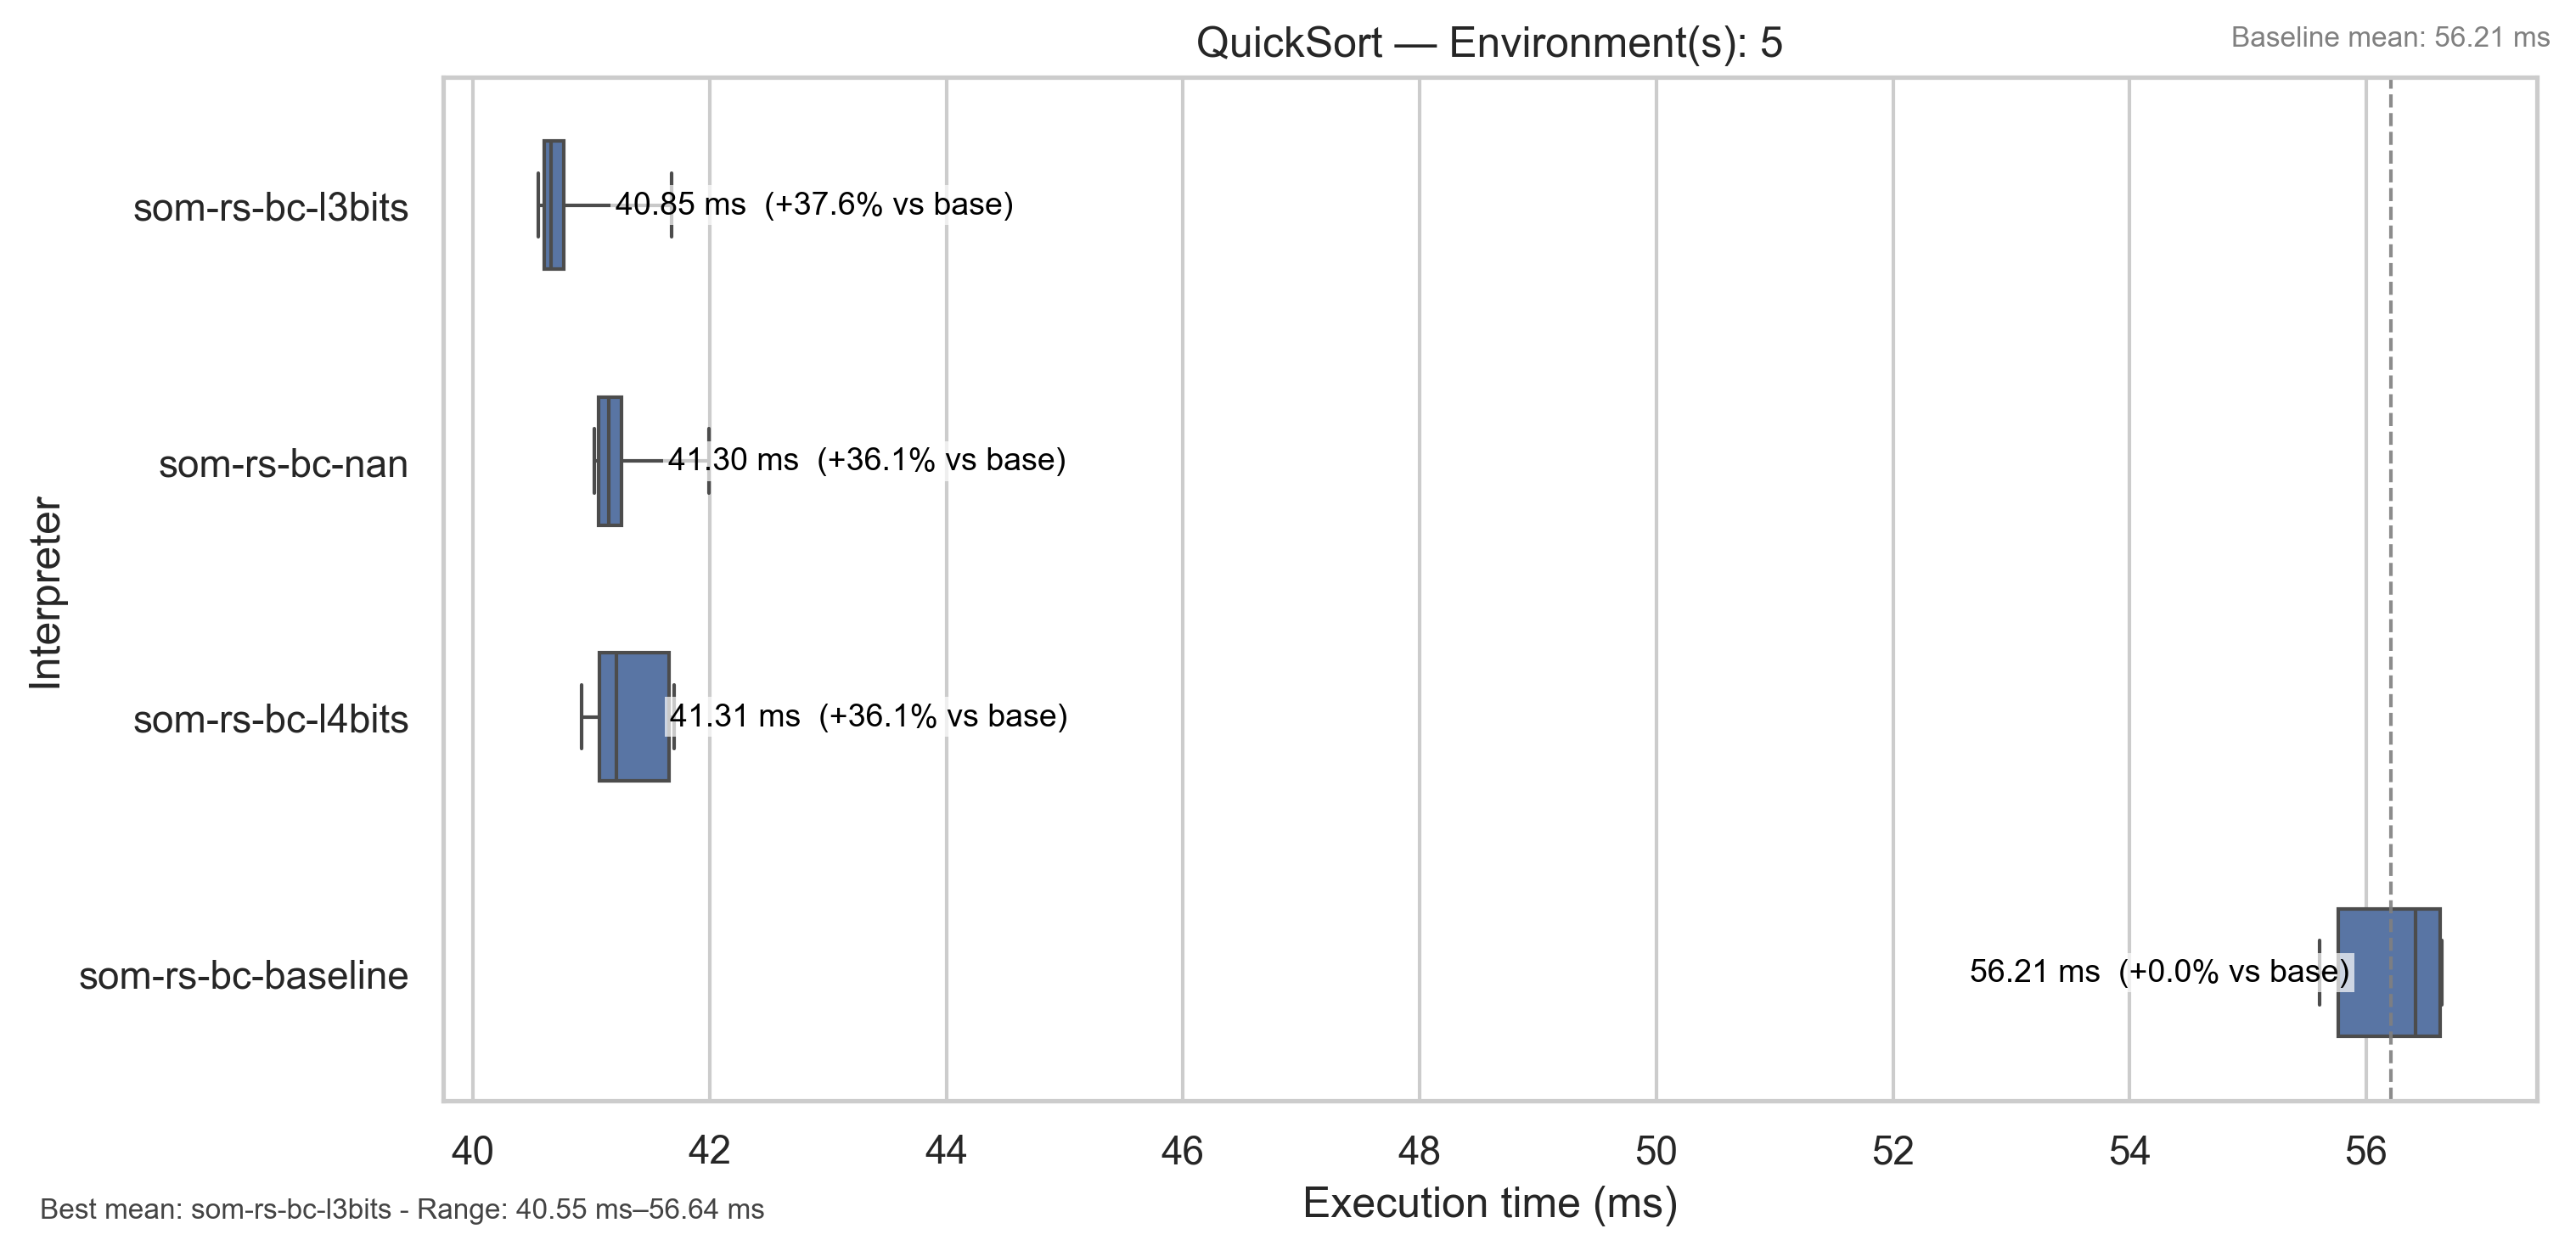 QuickSort — Environment(s): 5
Baseline mean: 56.21 ms
Interpreter
som-rs-bc-l3bits
40.85 ms (+37.6% vs base)
som-rs-bc-nan
41.30 ms (+36.1% vs base)
som-rs-bc-l4bits
41.31 ms (+36.1% vs base)
som-rs-bc-baseline
56.21 ms (+0.0% vs base)
40 42 44 46 48 50 52 54 56
Execution time (ms)
Best mean: som-rs-bc-l3bits - Range: 40.55 ms–56.64 ms